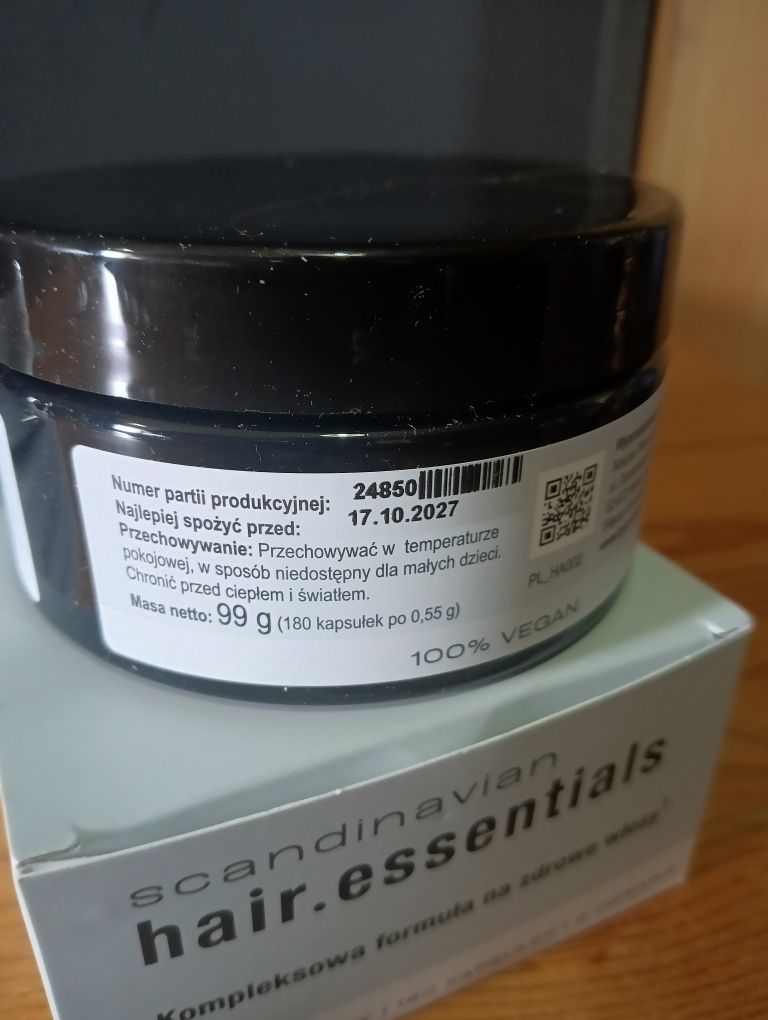 Numer partii produkcyjnej: 24850
Najlepiej spożyć przed: 17.10.2027
Przechowywanie: Przechowywać w temperaturze
pokojowej, w sposób niedostępny dla małych dzieci.
Chronić przed ciepłem i światłem.
Masa netto: 99 g (180 kapsułek po 0,55 g)
PL_HA002
100% VEGAN
scandinavian
hair.essentials
Kompleksowa formuła na zdrowe włosy¹